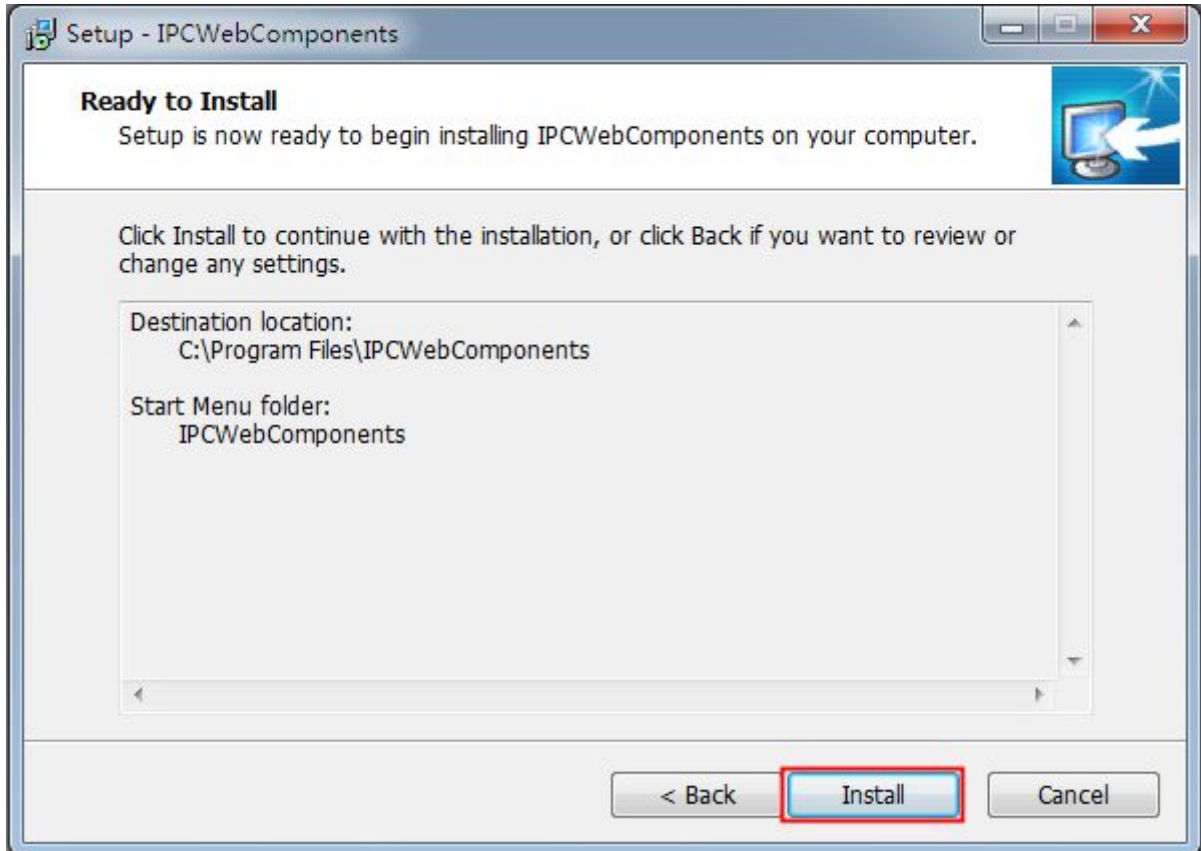 Setup - IPCWebComponents
Ready to Install
Setup is now ready to begin installing IPCWebComponents on your computer.
Click Install to continue with the installation, or click Back if you want to review or
change any settings.
Destination location:
C:\Program Files\IPCWebComponents
Start Menu folder:
IPCWebComponents
< Back Install Cancel